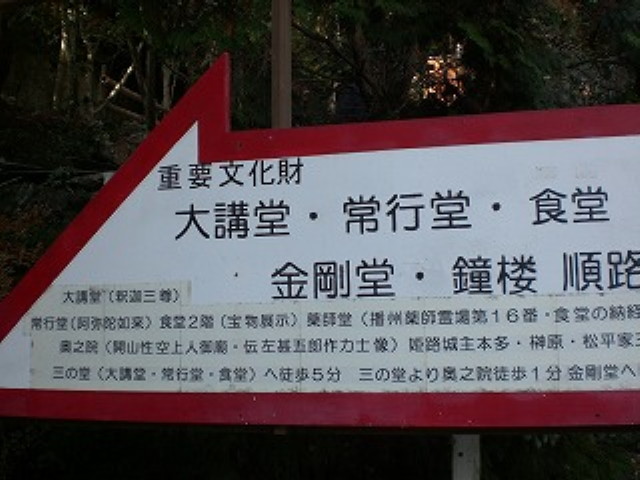 重要文化財
大講堂・常行堂・食堂
金剛堂・鐘楼 順路
大講堂（釈迦三尊）
常行堂（阿弥陀如来）食堂２階（宝物展示）薬師堂（播州薬師霊場第１６番・食堂の納経
奥之院（開山性空上人御廟・伝左甚五郎作力士像）姫路城主本多・榊原・松平家
三の堂（大講堂・常行堂・食堂）へ徒歩５分 三の堂より奥之院徒歩１分 金剛堂へ